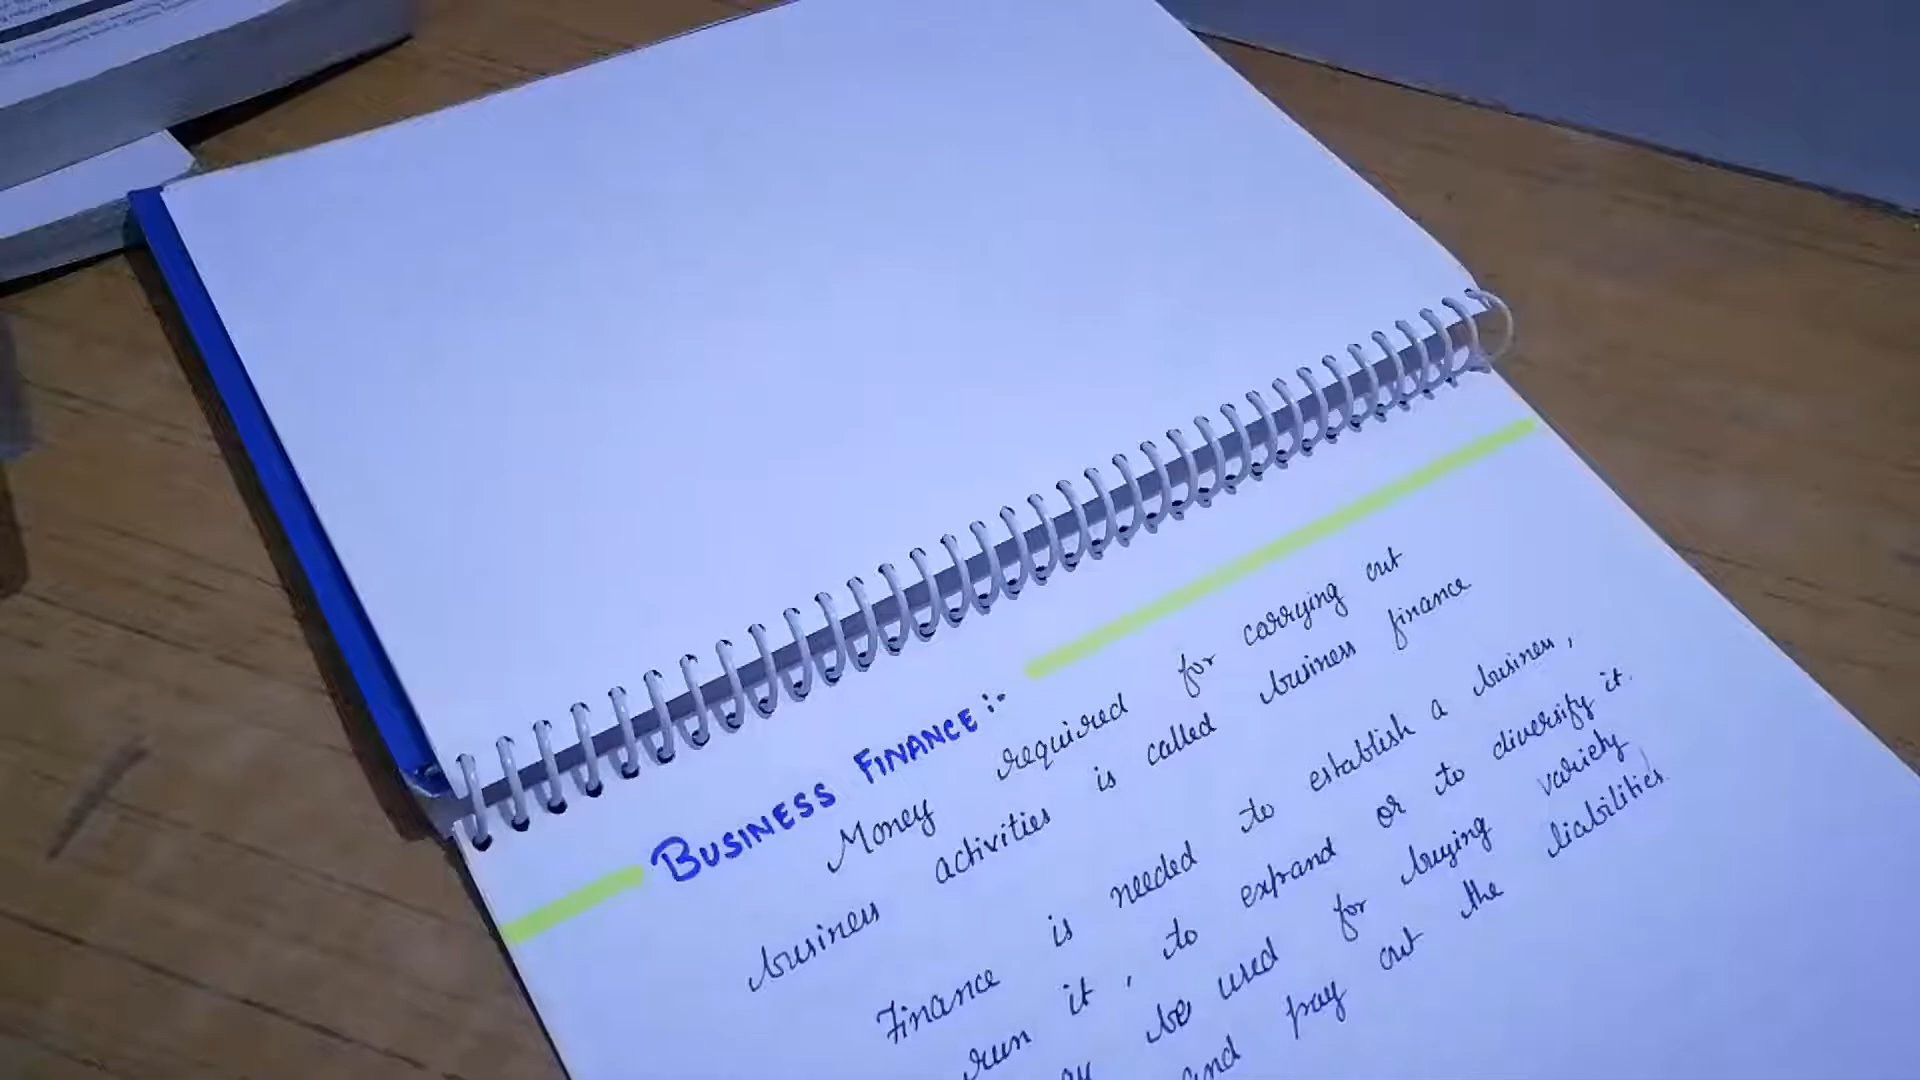 BUSINESS FINANCE :-
Money required for carrying out
business activities is called business finance
Finance is needed to establish a business,
run it, to expand or to diversify it.
be used for buying variety
and pay out the liabilities.